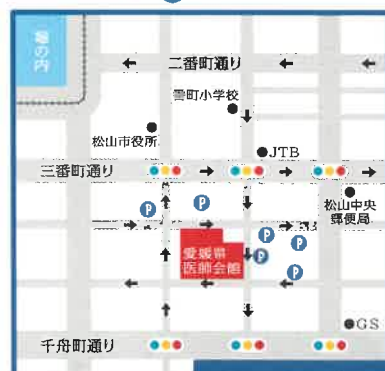 堀の内
二番町通り
番町小学校
松山市役所
JTB
三番町通り
松山中央
郵便局
P
P
P
P
P
P
愛媛県
医師会館
GS
千舟町通り